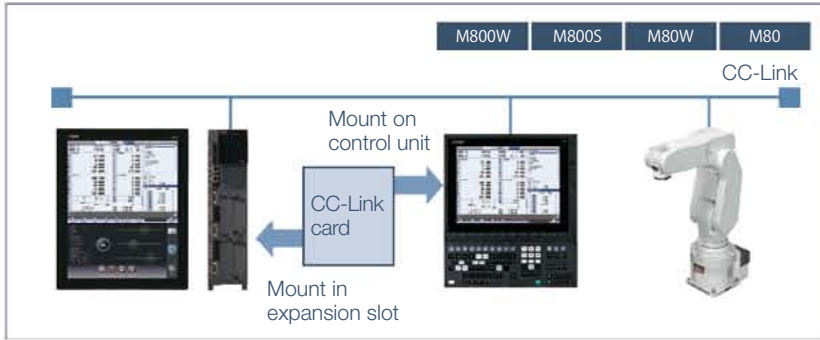 M800W M800S M80W M80
CC-Link
Mount on
control unit
CC-Link
card
Mount in
expansion slot